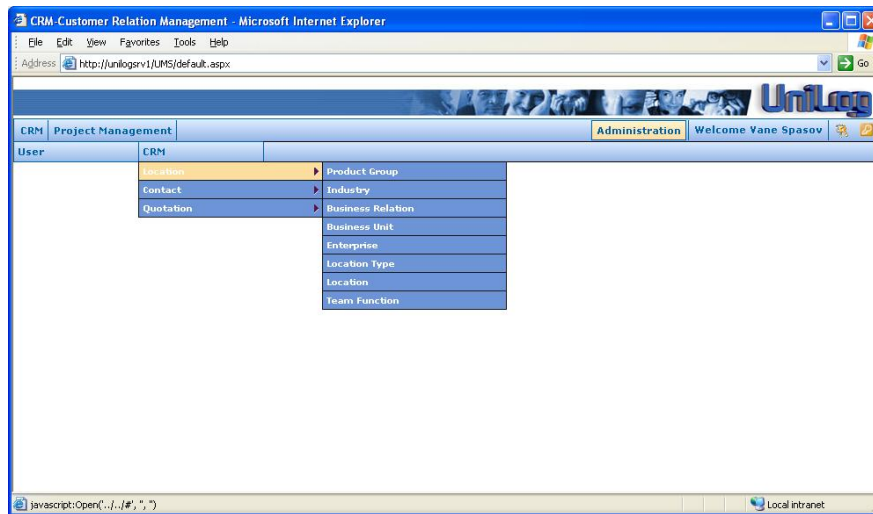 CRM-Customer Relation Management - Microsoft Internet Explorer
File Edit View Favorites Tools Help
Address http://unilogsrv1/UMS/default.aspx Go
UniLog
CRM Project Management Administration Welcome Vane Spasov
User CRM
Location Product Group
Contact Industry
Quotation Business Relation
Business Unit
Enterprise
Location Type
Location
Team Function
javascript:Open('../../#', '', '') Local intranet